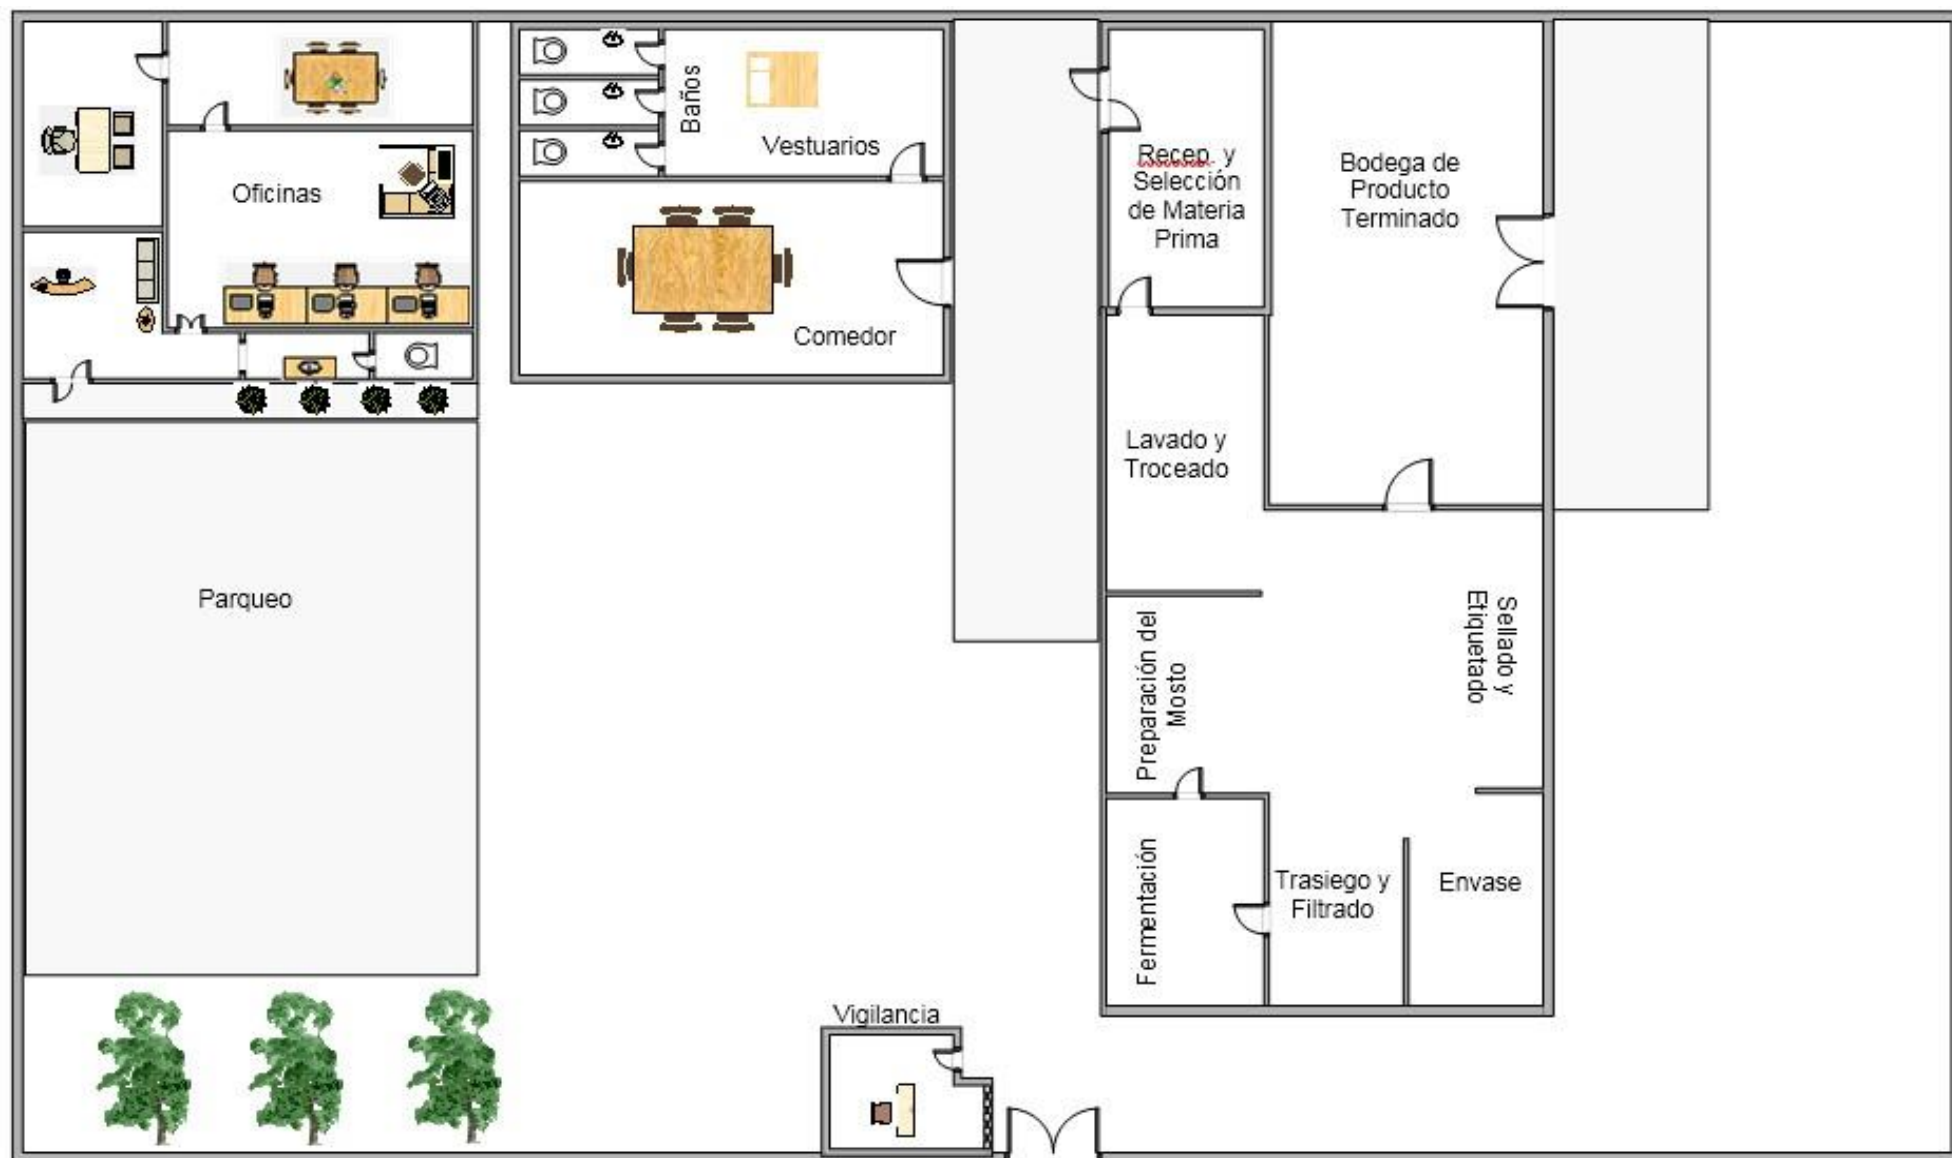 Oficinas
Parqueo
Baños
Vestuarios
Comedor
Vigilancia
Recep y
Selección
de Materia
Prima
Bodega de
Producto
Terminado
Lavado y
Troceado
Preparación del
Mosto
Sellado y
Etiquetado
Fermentación
Trasiego y
Filtrado
Envase